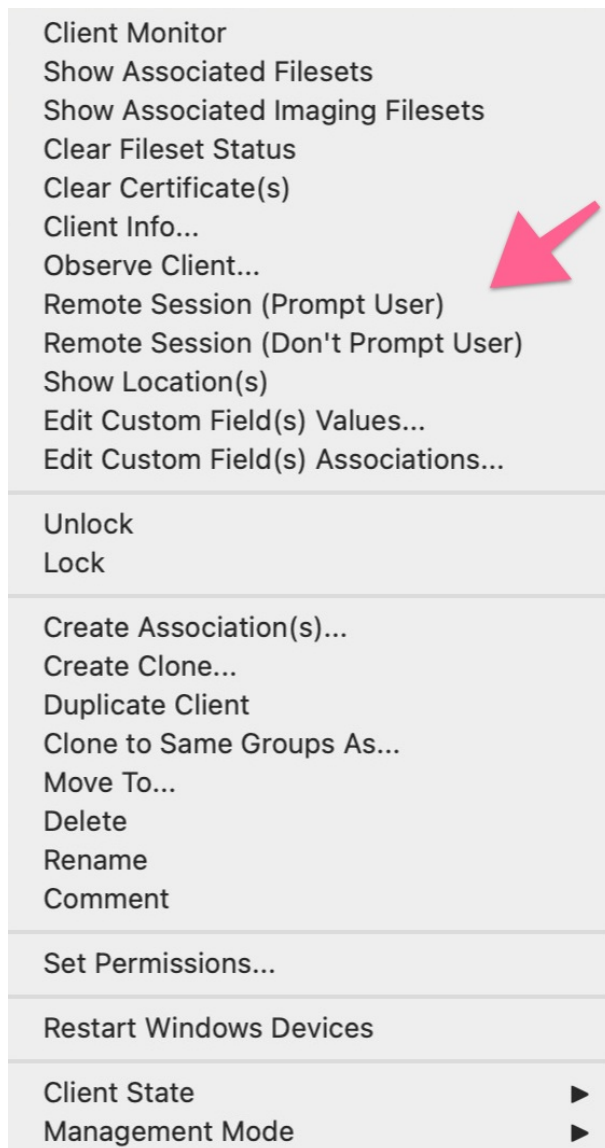 Client Monitor
Show Associated Filesets
Show Associated Imaging Filesets
Clear Fileset Status
Clear Certificate(s)
Client Info...
Observe Client...
Remote Session (Prompt User)
Remote Session (Don't Prompt User)
Show Location(s)
Edit Custom Field(s) Values...
Edit Custom Field(s) Associations...
Unlock
Lock
Create Association(s)...
Create Clone...
Duplicate Client
Clone to Same Groups As...
Move To...
Delete
Rename
Comment
Set Permissions...
Restart Windows Devices
Client State
Management Mode